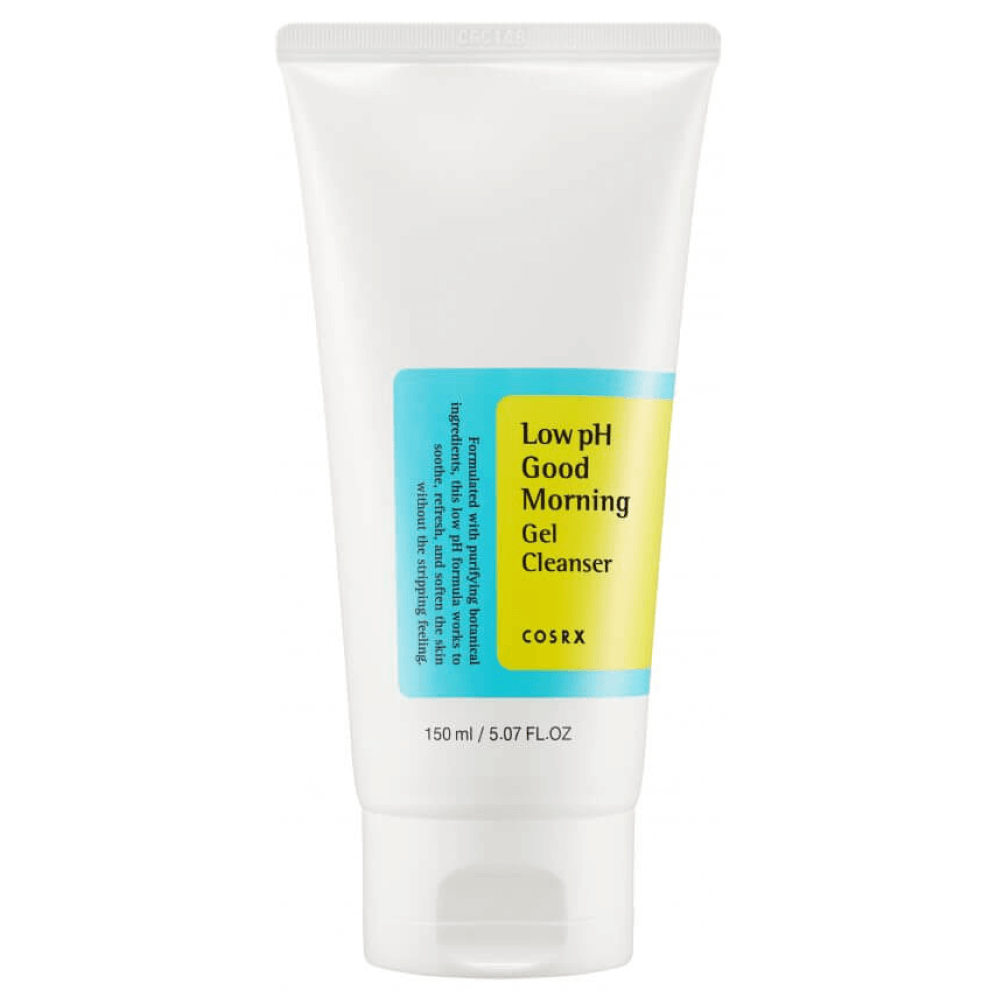 Low pH
Good
Morning
Gel
Cleanser
COSRX
Formulated with purifying botanical
ingredients, this low pH formula works to
soothe, refresh, and soften the skin
without the stripping feeling.
150 ml / 5.07 FL.OZ